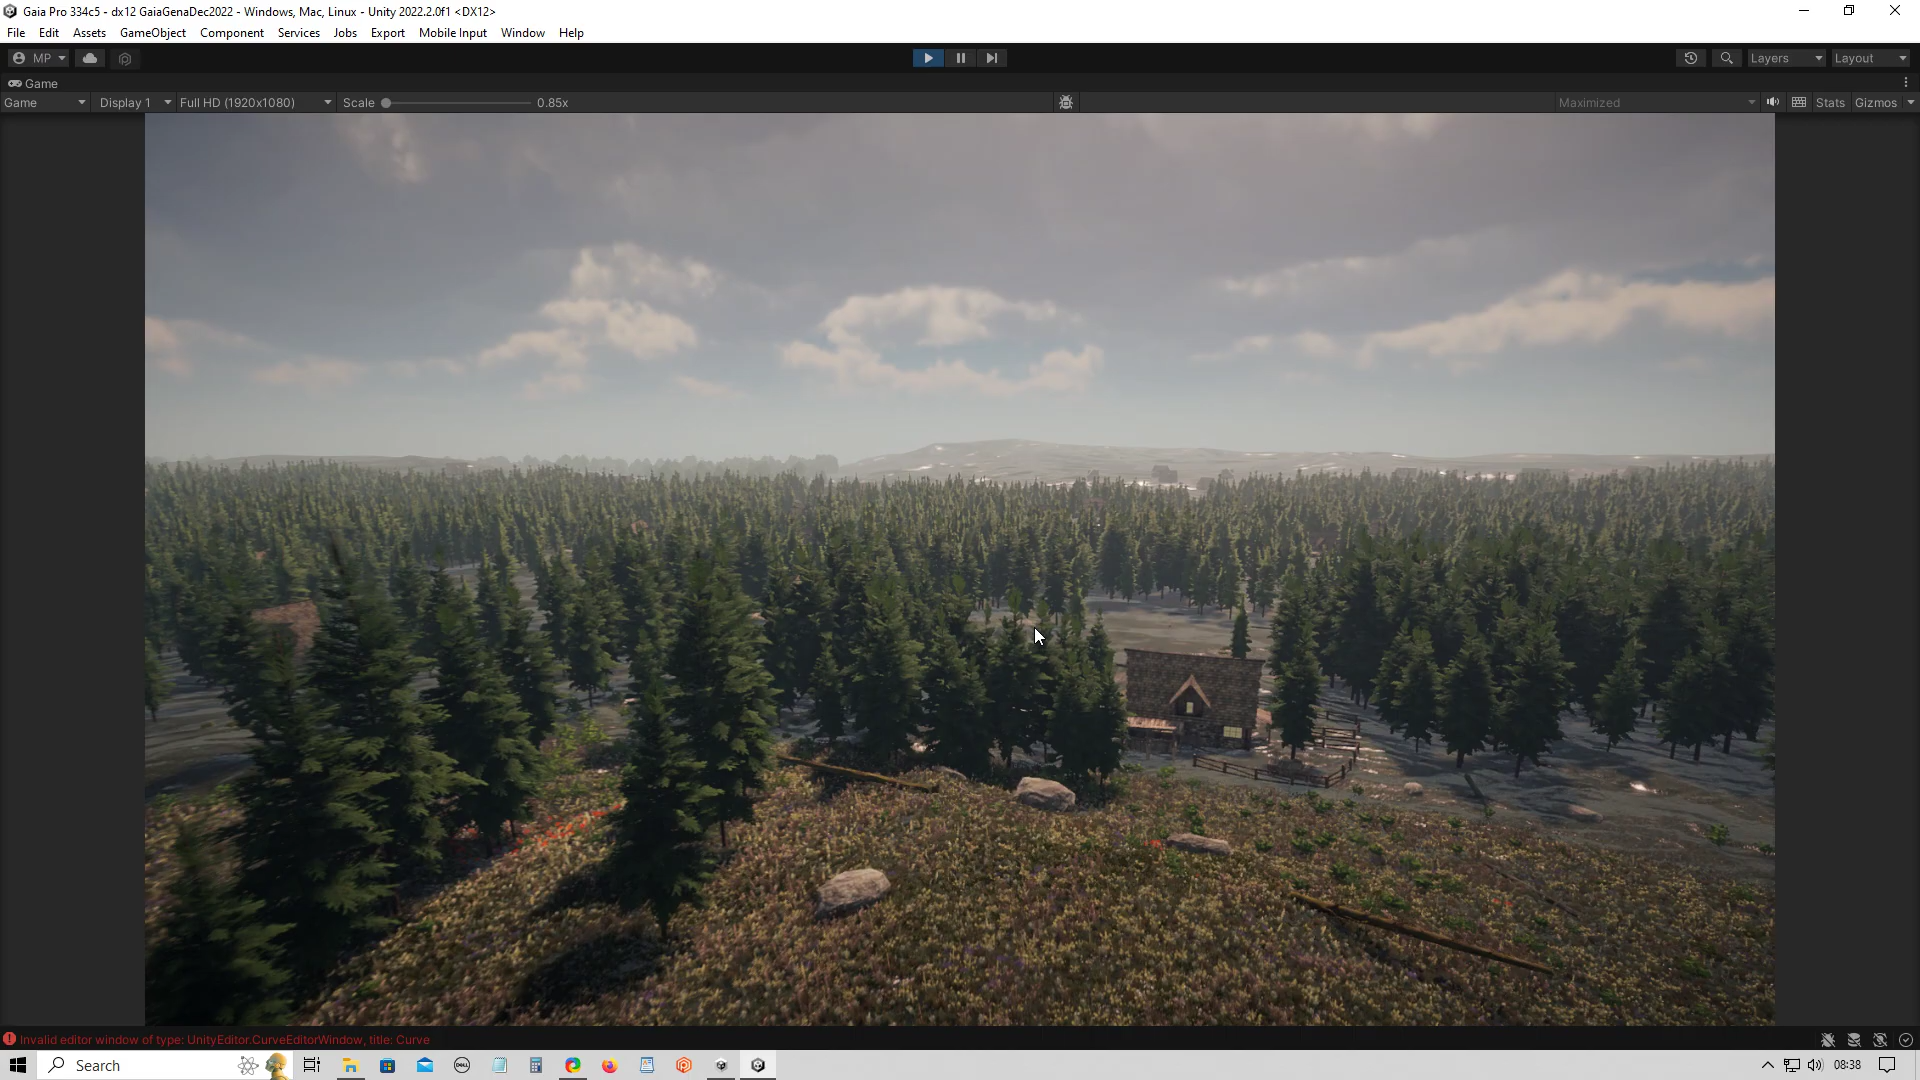 Gaia Pro 334c5 - dx12 GaiaGenaDec2022 - Windows, Mac, Linux - Unity 2022.2.0f1 <DX12>
File Edit Assets GameObject Component Services Jobs Export Mobile Input Window Help
MP Layers Layout
Game
Game Display 1 Full HD (1920x1080) Scale 0.85x Maximized Stats Gizmos
Invalid editor window of type: UnityEditor.CurveEditorWindow, title: Curve
Search 08:38